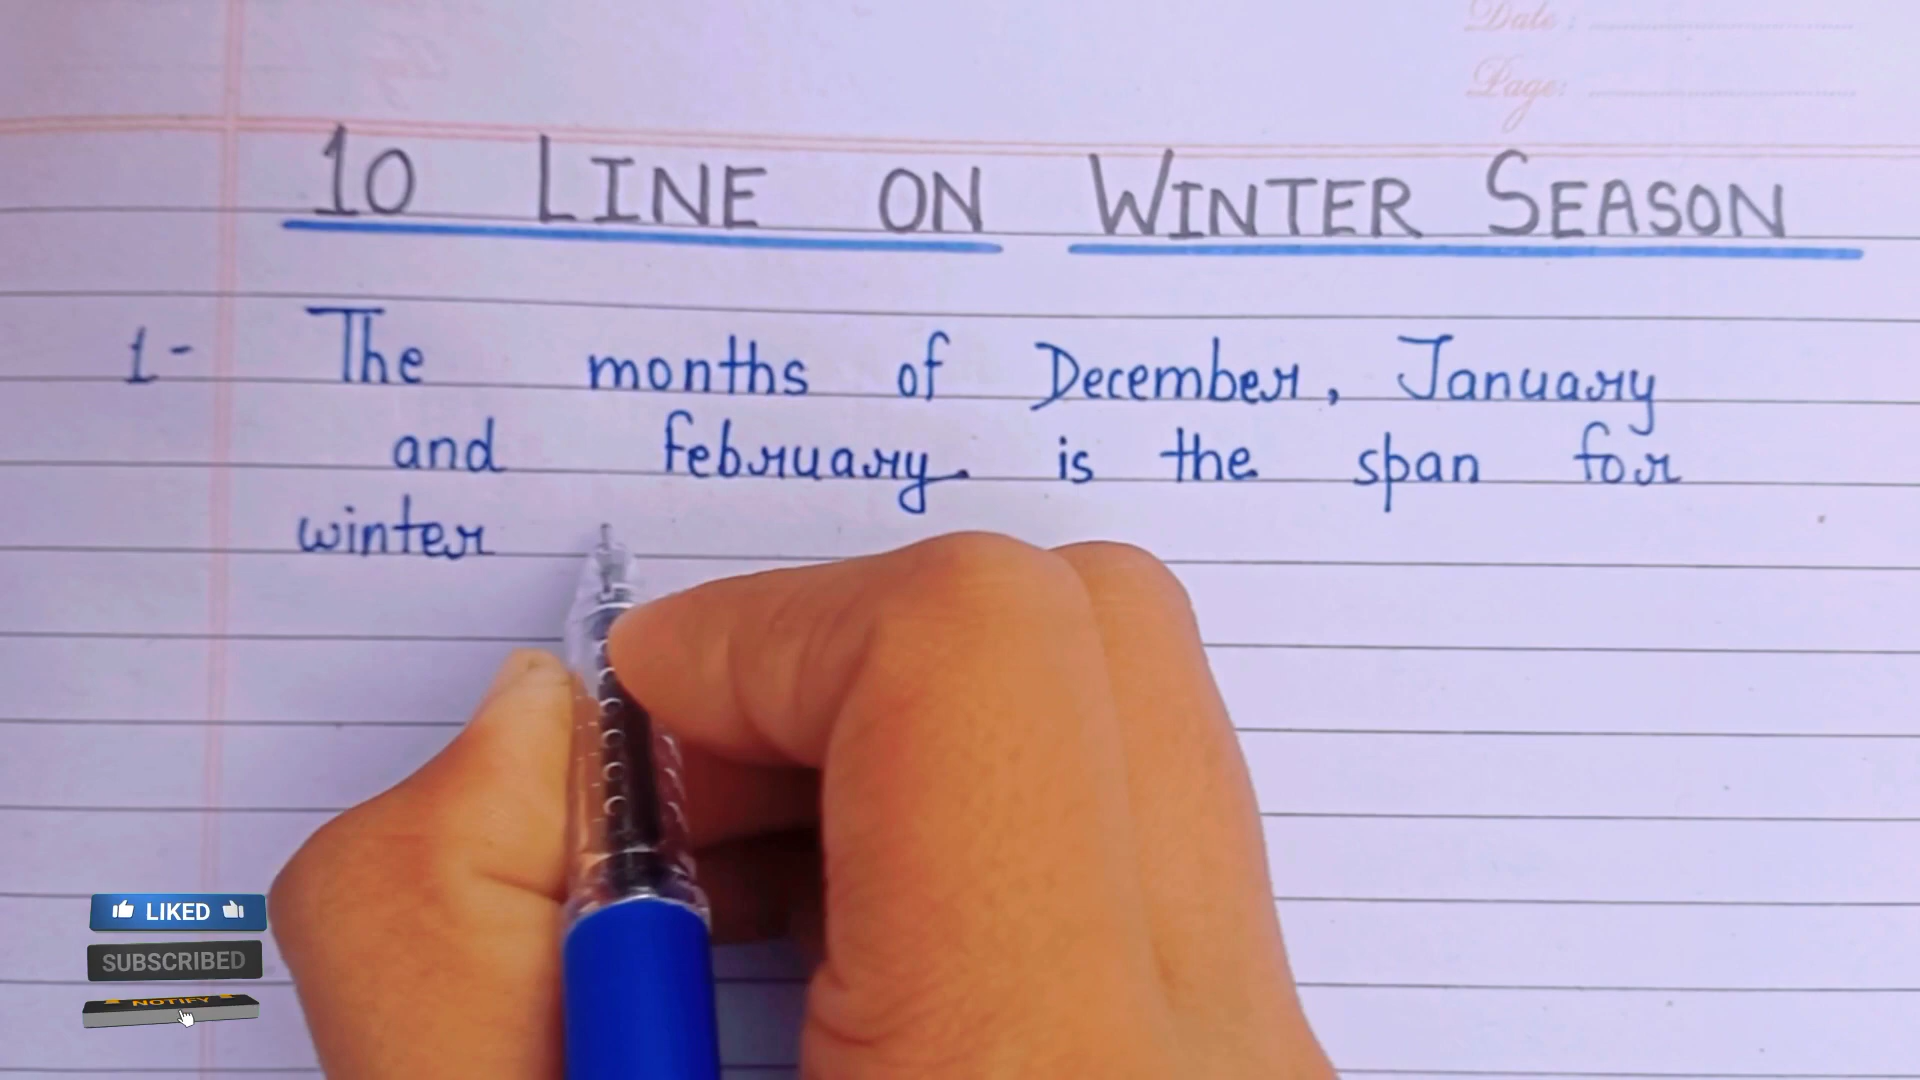 Date:
Page:
10 LINE ON WINTER SEASON
1- The months of December, January
and february is the span for
winter
LIKED
SUBSCRIBED
NOTIFY